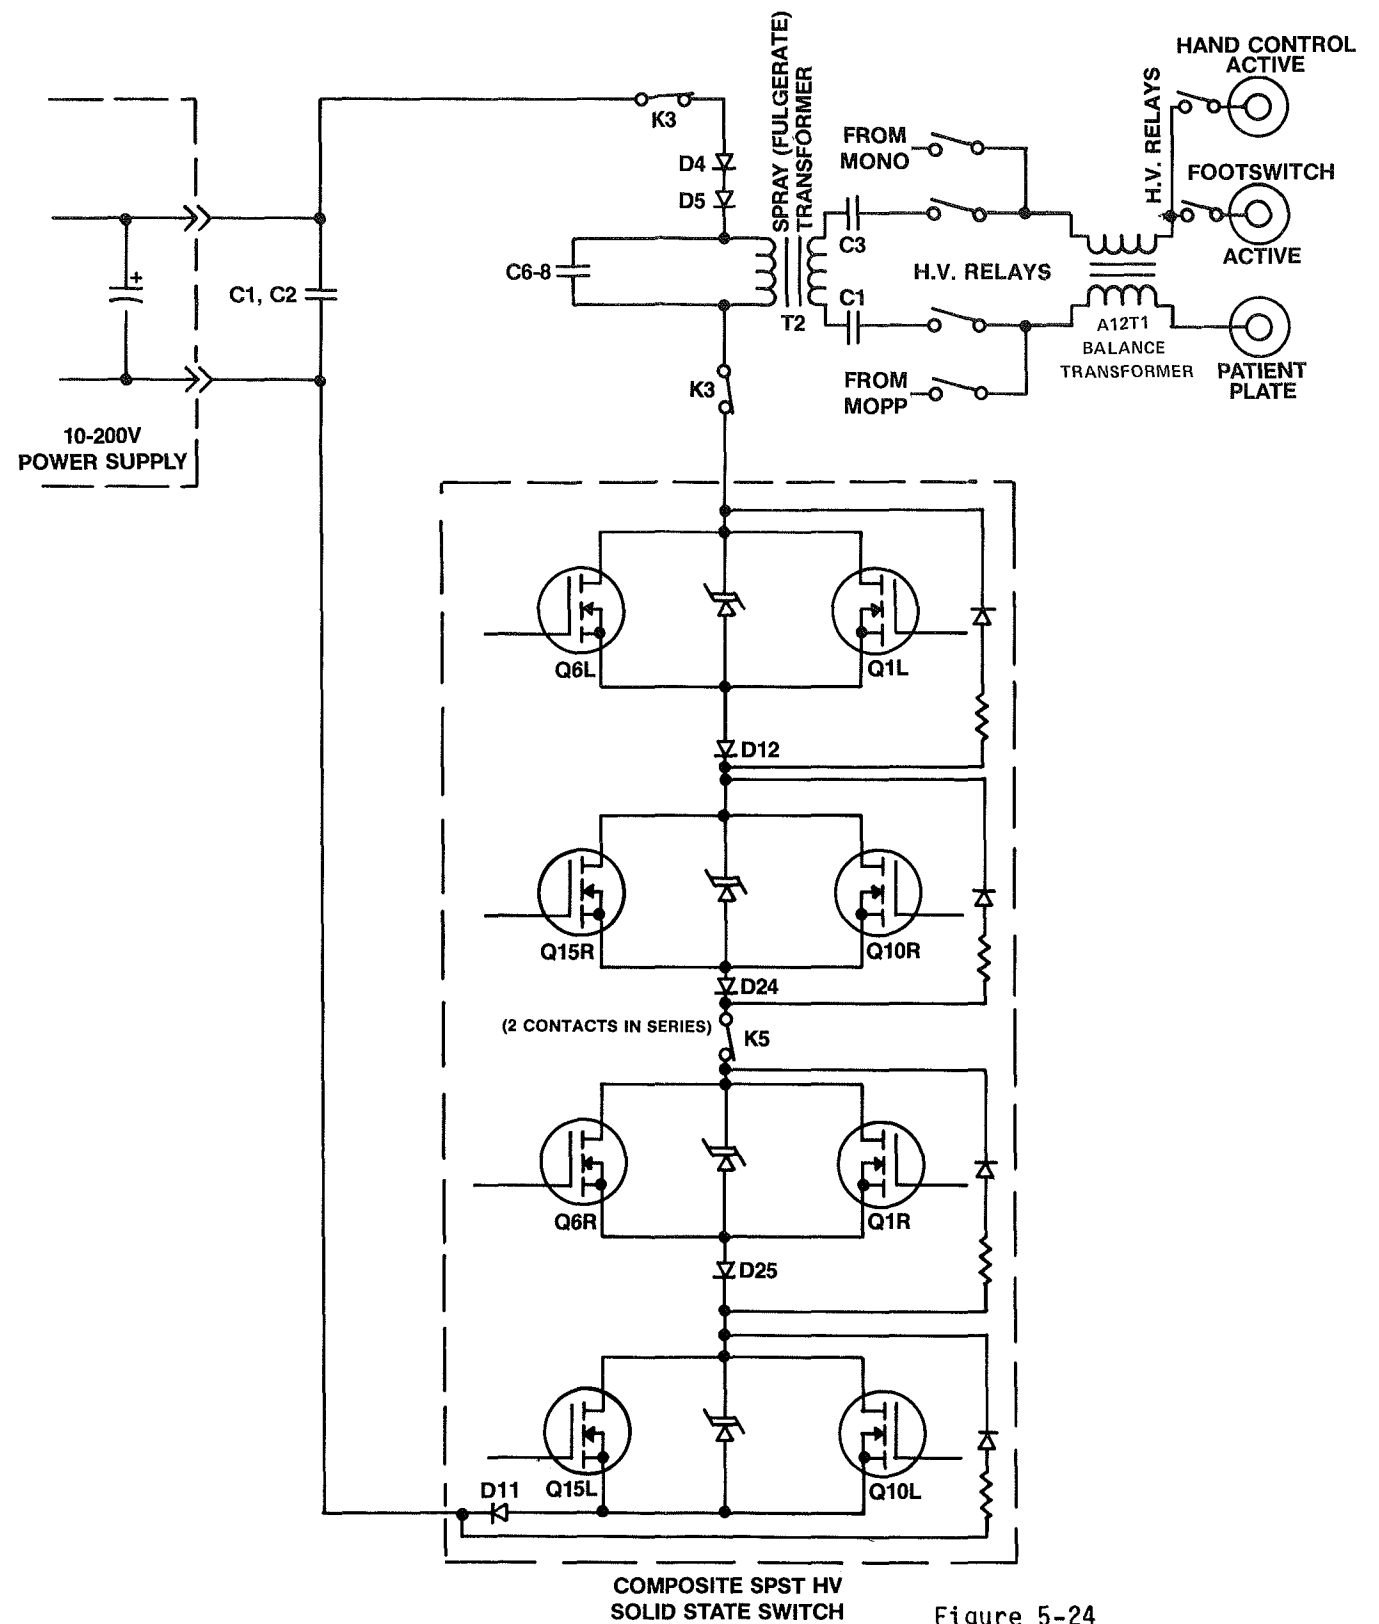 HAND CONTROL
ACTIVE
SPRAY (FULGERATE)
TRANSFORMER
H.V. RELAYS
K3
FROM
MONO
D4
D5
FOOTSWITCH
ACTIVE
C3
C6-8
H.V. RELAYS
C1, C2
+
C1
T2
A12T1
BALANCE
TRANSFORMER
PATIENT
PLATE
K3
FROM
MOPP
10-200V
POWER SUPPLY
Q6L
Q1L
D12
Q15R
Q10R
D24
(2 CONTACTS IN SERIES)
K5
Q6R
Q1R
D25
D11
Q15L
Q10L
COMPOSITE SPST HV
SOLID STATE SWITCH
Figure 5-24